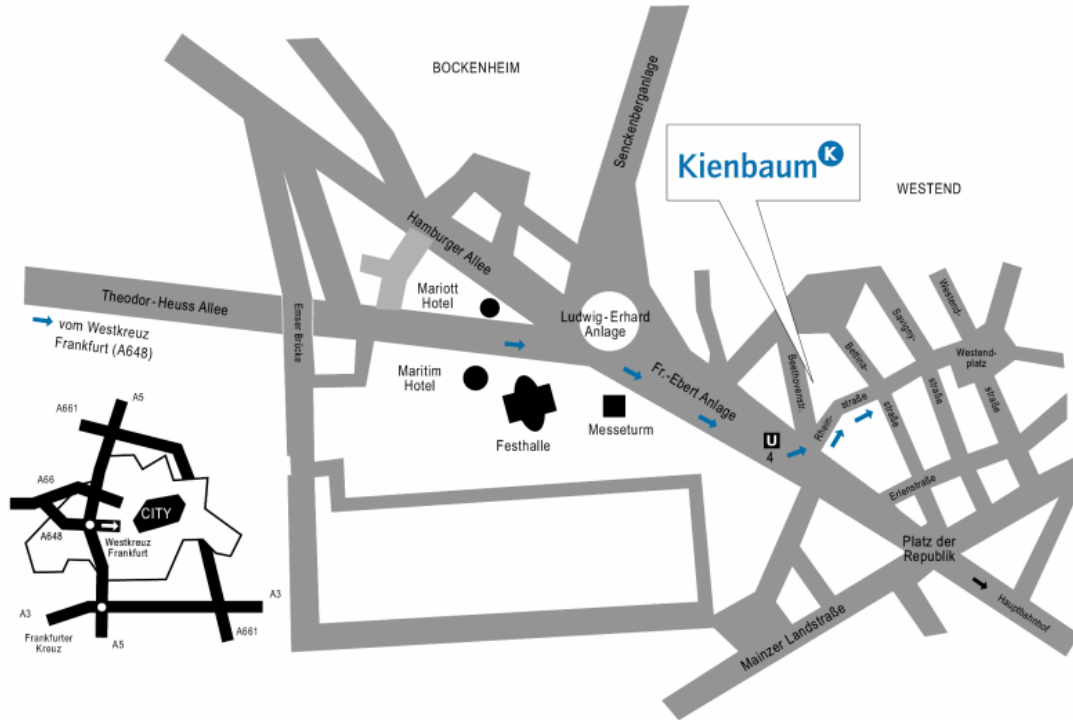 BOCKENHEIM
Senckenberganlage
Kienbaum K
WESTEND
Hamburger Allee
Mariott
Hotel
Theodor-Heuss Allee
vom Westkreuz
Frankfurt (A648)
Emser Brücke
Ludwig-Erhard
Anlage
Westend-
Savigny-
Westend-
platz
Bettina-
Beethovenstr.
Maritim
Hotel
Fr.-Ebert Anlage
Rhein-
straße
straße
straße
straße
Festhalle
Messeturm
U
4
Erlenstraße
Platz der
Republik
Hauptbahnhof
Mainzer Landstraße
A5
A661
A66
CITY
A648
Westkreuz
Frankfurt
A3
A3
Frankfurter
Kreuz
A5
A661